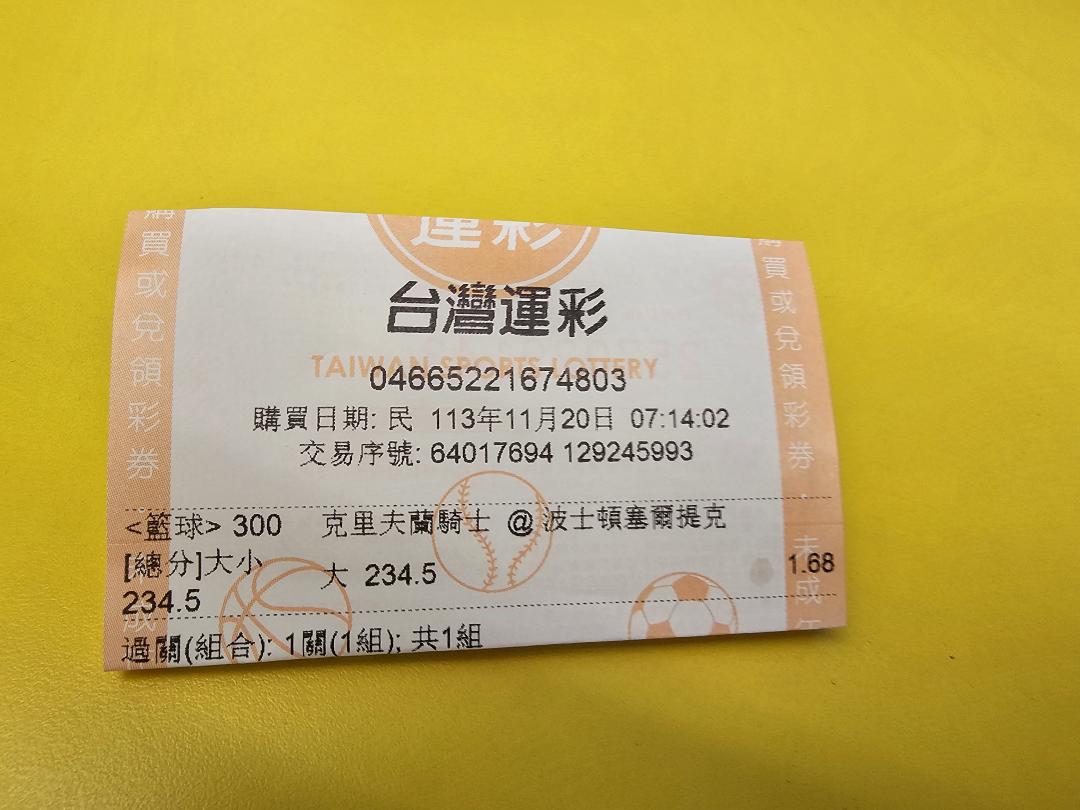 運彩
台灣運彩
TAIWAN SPORTS LOTTERY
04665221674803
購買日期: 民 113年11月20日 07:14:02
交易序號: 64017694 129245993
<籃球> 300 克里夫蘭騎士 @ 波士頓塞爾提克
[總分]大小 大 234.5 1.68
234.5
過關(組合): 1關(1組); 共1組
購買或兌領彩券.
成
購買或兌領彩券.未成年